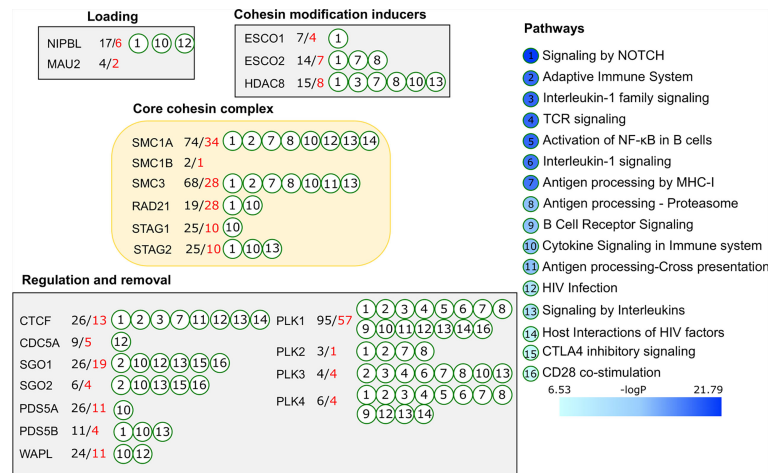 Loading
NIPBL 17/6 1 10 12
MAU2 4/2
Cohesin modification inducers
ESCO1 7/4 1
ESCO2 14/7 1 7 8
HDAC8 15/8 1 3 7 8 10 13
Core cohesin complex
SMC1A 74/34 1 2 7 8 10 12 13 14
SMC1B 2/1
SMC3 68/28 1 2 7 8 10 11 13
RAD21 19/28 1 10
STAG1 25/10 10
STAG2 25/10 1 10 13
Regulation and removal
CTCF 26/13 1 2 3 7 11 12 13 14
CDC5A 9/5 12
SGO1 26/19 2 10 12 13 15 16
SGO2 6/4 2 10 13 15 16
PDS5A 26/11 10
PDS5B 11/4 1 10 13
WAPL 24/11 10 12
PLK1 95/57 1 2 3 4 5 6 7 8
9 10 11 12 13 14 16
PLK2 3/1 1 2 7 8
PLK3 4/4 2 3 4 6 7 8 10 13
PLK4 6/4 1 2 3 4 5 6 7 8
9 12 13 14
Pathways
1 Signaling by NOTCH
2 Adaptive Immune System
3 Interleukin-1 family signaling
4 TCR signaling
5 Activation of NF-κB in B cells
6 Interleukin-1 signaling
7 Antigen processing by MHC-I
8 Antigen processing - Proteasome
9 B Cell Receptor Signaling
10 Cytokine Signaling in Immune system
11 Antigen processing-Cross presentation
12 HIV Infection
13 Signaling by Interleukins
14 Host Interactions of HIV factors
15 CTLA4 inhibitory signaling
16 CD28 co-stimulation
6.53 -logP 21.79